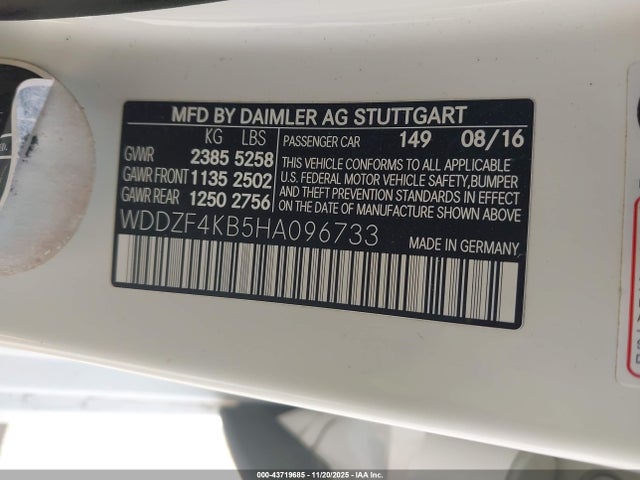 MFD BY DAIMLER AG STUTTGART
KG LBS
GVWR 2385 5258
GAWR FRONT 1135 2502
GAWR REAR 1250 2756
PASSENGER CAR 149 08/16
THIS VEHICLE CONFORMS TO ALL APPLICABLE
U.S. FEDERAL MOTOR VEHICLE SAFETY, BUMPER
AND THEFT PREVENTION STANDARDS IN EFFECT
ON THE DATE OF MANUFACTURE SHOWN ABOVE
WDDZF4KB5HA096733
MADE IN GERMANY
000-43719685 - 11/20/2025 - IAA Inc.